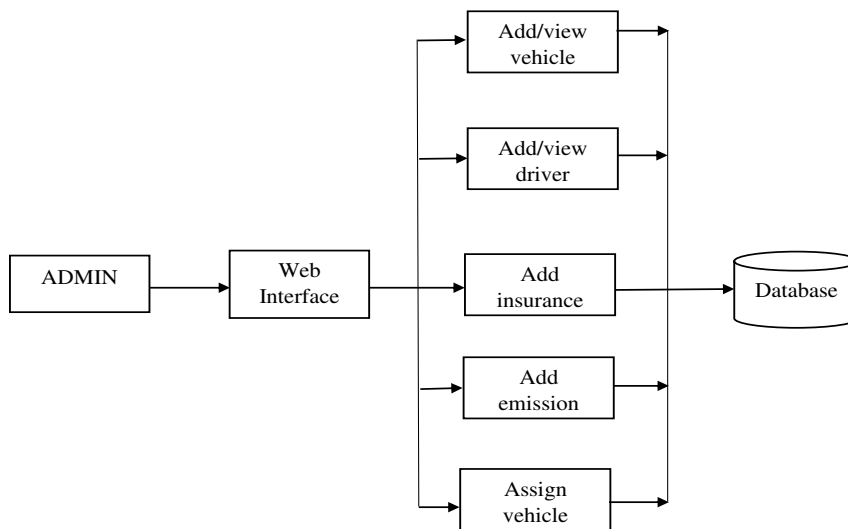 ADMIN
Web
Interface
Add/view
vehicle
Add/view
driver
Add
insurance
Add
emission
Assign
vehicle
Database